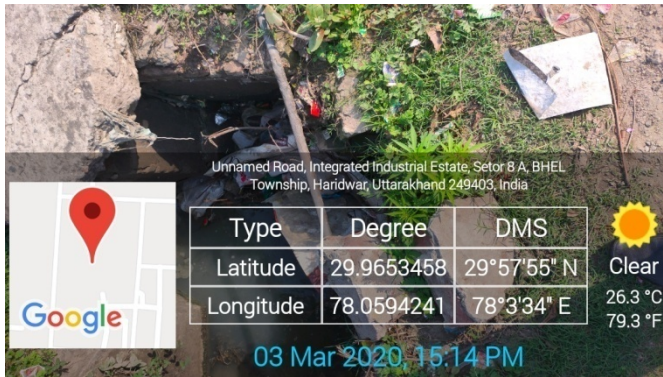 Unnamed Road, Integrated Industrial Estate, Setor 8 A, BHEL
Township, Haridwar, Uttarakhand 249403, India
Type Degree DMS
Latitude 29.9653458 29°57'55" N
Longitude 78.0594241 78°3'34" E
Clear
26.3 °C
79.3 °F
Google
03 Mar 2020, 15:14 PM